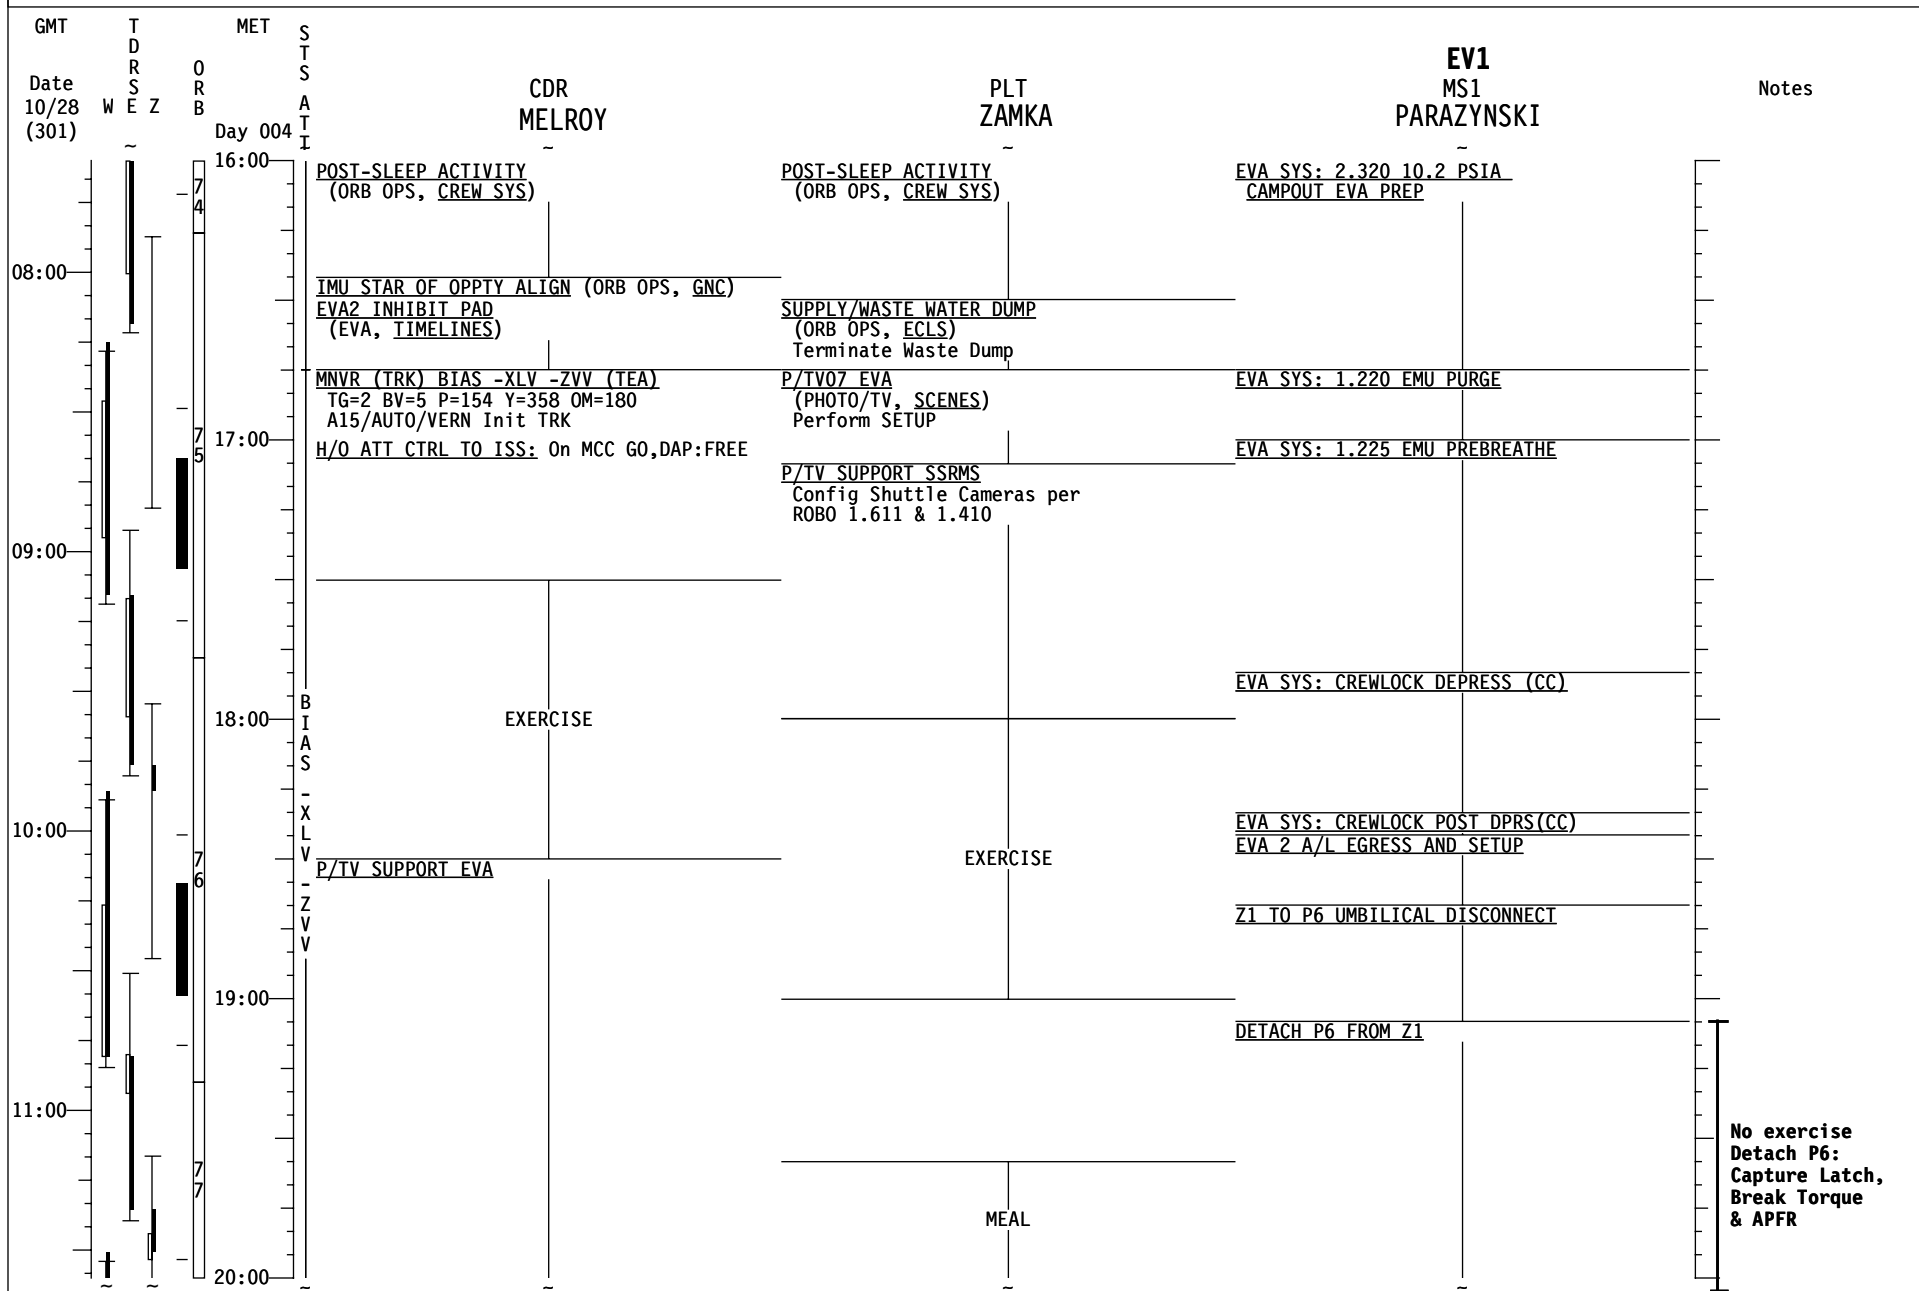 GMT
TDRS
MET
STS ATT
ORB
Date
10/28
(301)
W E Z
Day 004
CDR
MELROY
PLT
ZAMKA
EV1
MS1
PARAZYNSKI
Notes
~
~
~
~
~
16:00
08:00
17:00
09:00
18:00
10:00
19:00
11:00
20:00
74
75
76
77
BIAS -XLV -ZVV
POST-SLEEP ACTIVITY
(ORB OPS, CREW SYS)
IMU STAR OF OPPTY ALIGN (ORB OPS, GNC)
EVA2 INHIBIT PAD
(EVA, TIMELINES)
MNVR (TRK) BIAS -XLV -ZVV (TEA)
TG=2 BV=5 P=154 Y=358 OM=180
A15/AUTO/VERN Init TRK
H/O ATT CTRL TO ISS: On MCC GO,DAP:FREE
EXERCISE
P/TV SUPPORT EVA
POST-SLEEP ACTIVITY
(ORB OPS, CREW SYS)
SUPPLY/WASTE WATER DUMP
(ORB OPS, ECLS)
Terminate Waste Dump
P/TV07 EVA
(PHOTO/TV, SCENES)
Perform SETUP
P/TV SUPPORT SSRMS
Config Shuttle Cameras per
ROBO 1.611 & 1.410
EXERCISE
MEAL
EVA SYS: 2.320 10.2 PSIA
CAMPOUT EVA PREP
EVA SYS: 1.220 EMU PURGE
EVA SYS: 1.225 EMU PREBREATHE
EVA SYS: CREWLOCK DEPRESS (CC)
EVA SYS: CREWLOCK POST DPRS(CC)
EVA 2 A/L EGRESS AND SETUP
Z1 TO P6 UMBILICAL DISCONNECT
DETACH P6 FROM Z1
No exercise
Detach P6:
Capture Latch,
Break Torque
& APFR
~
~
~
~
~
~